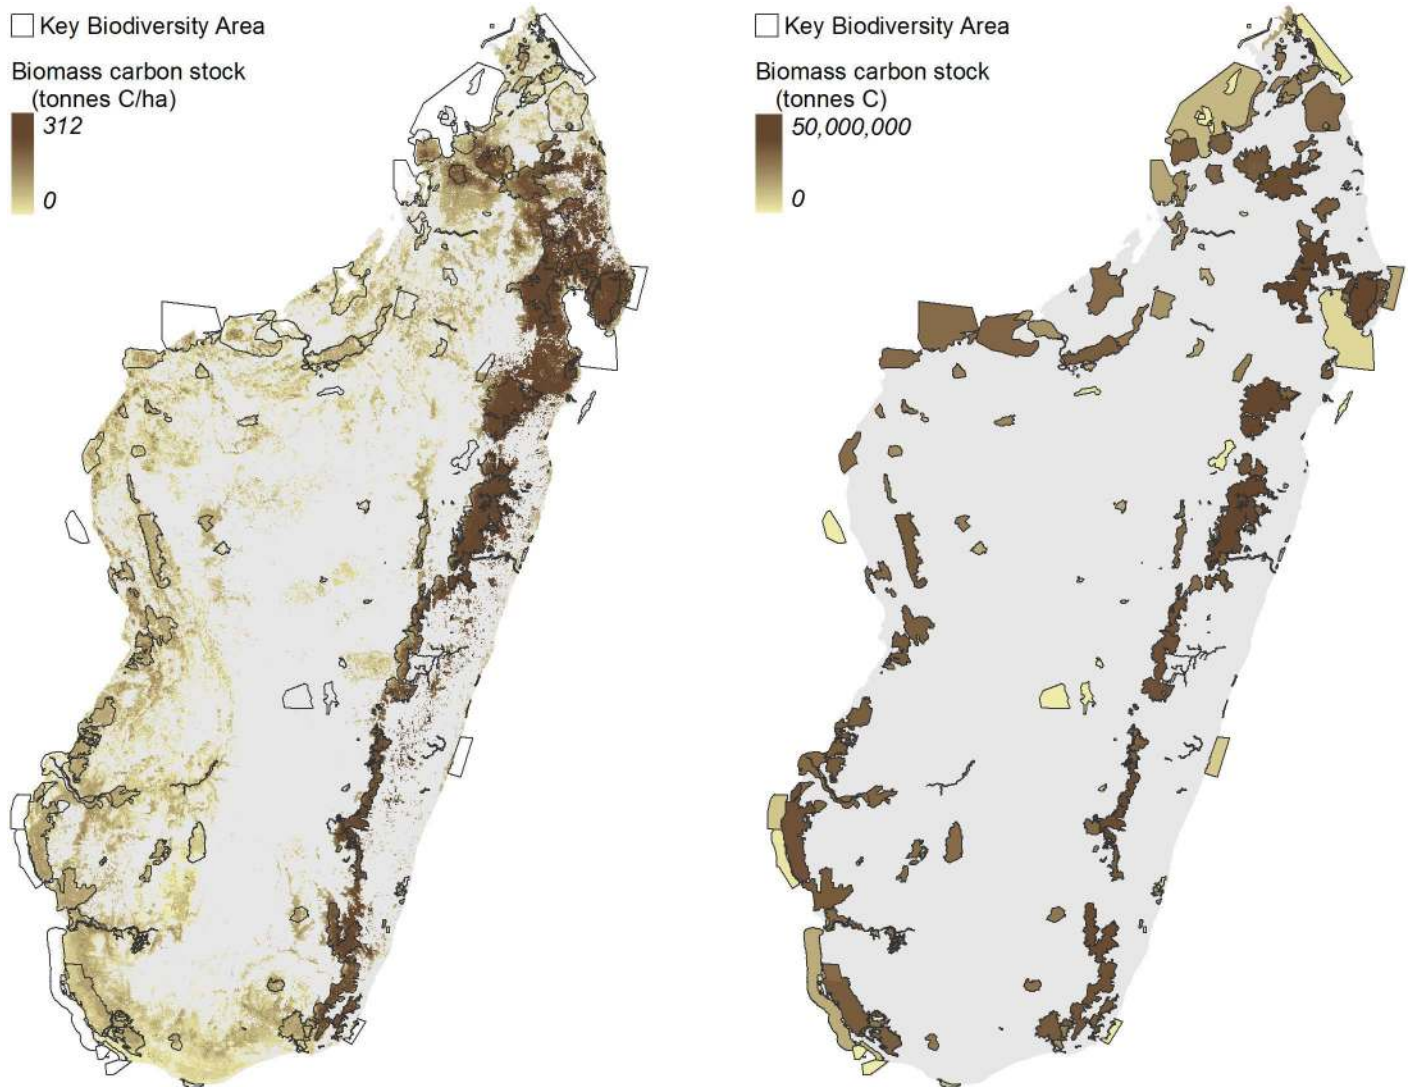 Key Biodiversity Area
Biomass carbon stock
(tonnes C/ha)
312
0
Key Biodiversity Area
Biomass carbon stock
(tonnes C)
50,000,000
0